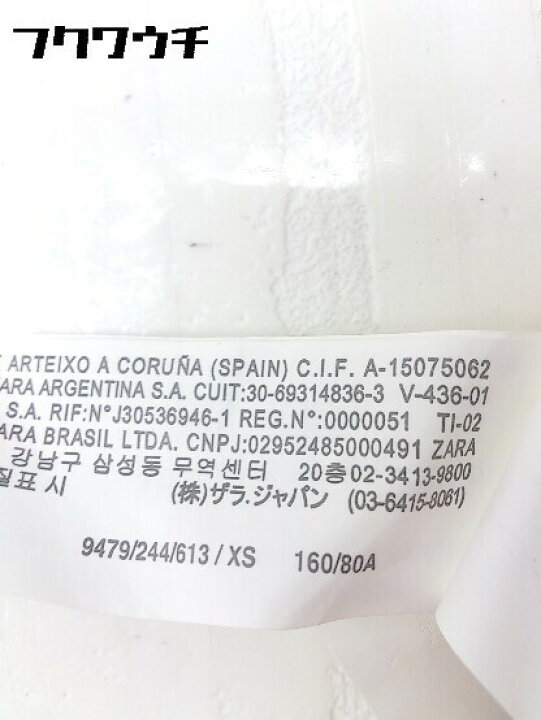 フクワウチ
ARTEIXO A CORUÑA (SPAIN) C.I.F. A-15075062
ARA ARGENTINA S.A. CUIT:30-69314836-3 V-436-01
S.A. RIF:N°J30536946-1 REG.N°:0000051 TI-02
ARA BRASIL LTDA. CNPJ:02952485000491 ZARA
강남구 삼성동 무역센터 20층02-3413-9800
질표시 (株)ザラ.ジャパン (03-6415-8061)
9479/244/613 / XS 160/80A